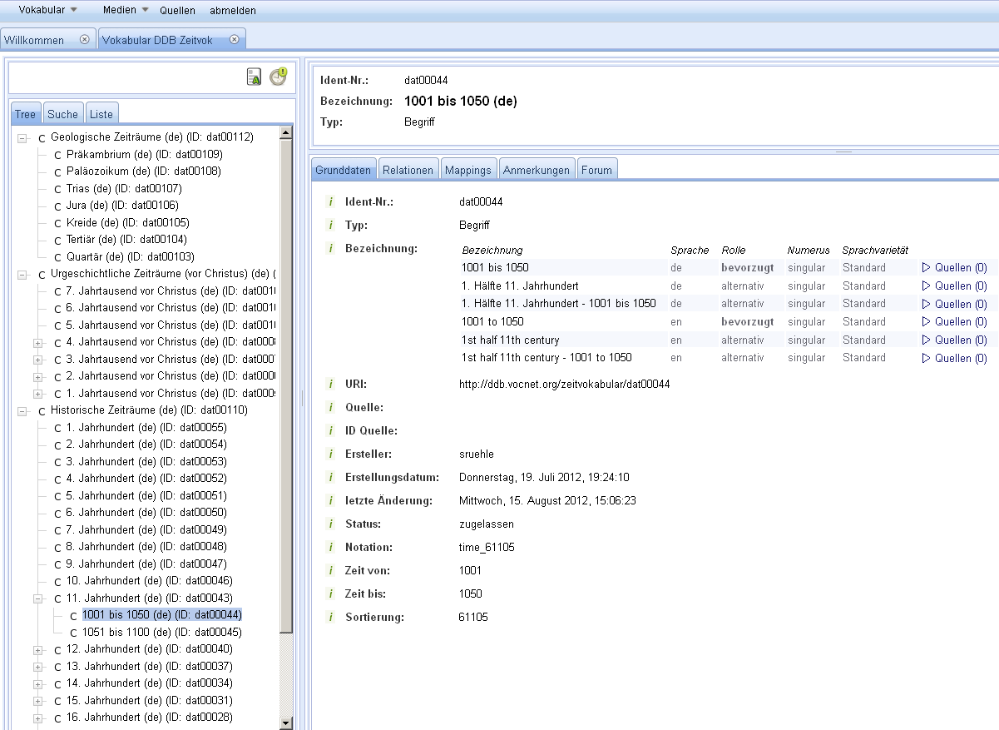 Vokabular Medien Quellen abmelden
Willkommen Vokabular DDB Zeitvok
Tree Suche Liste
C Geologische Zeiträume (de) (ID: dat00112)
C Präkambrium (de) (ID: dat00109)
C Paläozoikum (de) (ID: dat00108)
C Trias (de) (ID: dat00107)
C Jura (de) (ID: dat00106)
C Kreide (de) (ID: dat00105)
C Tertiär (de) (ID: dat00104)
C Quartär (de) (ID: dat00103)
C Urgeschichtliche Zeiträume (vor Christus) (de) (
C 7. Jahrtausend vor Christus (de) (ID: dat001
C 6. Jahrtausend vor Christus (de) (ID: dat001
C 5. Jahrtausend vor Christus (de) (ID: dat001
C 4. Jahrtausend vor Christus (de) (ID: dat000
C 3. Jahrtausend vor Christus (de) (ID: dat000
C 2. Jahrtausend vor Christus (de) (ID: dat000
C 1. Jahrtausend vor Christus (de) (ID: dat000
C Historische Zeiträume (de) (ID: dat00110)
C 1. Jahrhundert (de) (ID: dat00055)
C 2. Jahrhundert (de) (ID: dat00054)
C 3. Jahrhundert (de) (ID: dat00053)
C 4. Jahrhundert (de) (ID: dat00052)
C 5. Jahrhundert (de) (ID: dat00051)
C 6. Jahrhundert (de) (ID: dat00050)
C 7. Jahrhundert (de) (ID: dat00049)
C 8. Jahrhundert (de) (ID: dat00048)
C 9. Jahrhundert (de) (ID: dat00047)
C 10. Jahrhundert (de) (ID: dat00046)
C 11. Jahrhundert (de) (ID: dat00043)
C 1001 bis 1050 (de) (ID: dat00044)
C 1051 bis 1100 (de) (ID: dat00045)
C 12. Jahrhundert (de) (ID: dat00040)
C 13. Jahrhundert (de) (ID: dat00037)
C 14. Jahrhundert (de) (ID: dat00034)
C 15. Jahrhundert (de) (ID: dat00031)
C 16. Jahrhundert (de) (ID: dat00028)
Ident-Nr.: dat00044
Bezeichnung: 1001 bis 1050 (de)
Typ: Begriff
Grunddaten Relationen Mappings Anmerkungen Forum
i Ident-Nr.: dat00044
i Typ: Begriff
i Bezeichnung: Bezeichnung Sprache Rolle Numerus Sprachvarietät
1001 bis 1050 de bevorzugt singular Standard Quellen (0)
1. Hälfte 11. Jahrhundert de alternativ singular Standard Quellen (0)
1. Hälfte 11. Jahrhundert - 1001 bis 1050 de alternativ singular Standard Quellen (0)
1001 to 1050 en bevorzugt singular Standard Quellen (0)
1st half 11th century en alternativ singular Standard Quellen (0)
1st half 11th century - 1001 to 1050 en alternativ singular Standard Quellen (0)
i URI: http://ddb.vocnet.org/zeitvokabular/dat00044
i Quelle:
i ID Quelle:
i Ersteller: sruehle
i Erstellungsdatum: Donnerstag, 19. Juli 2012, 19:24:10
i letzte Änderung: Mittwoch, 15. August 2012, 15:06:23
i Status: zugelassen
i Notation: time_61105
i Zeit von: 1001
i Zeit bis: 1050
i Sortierung: 61105